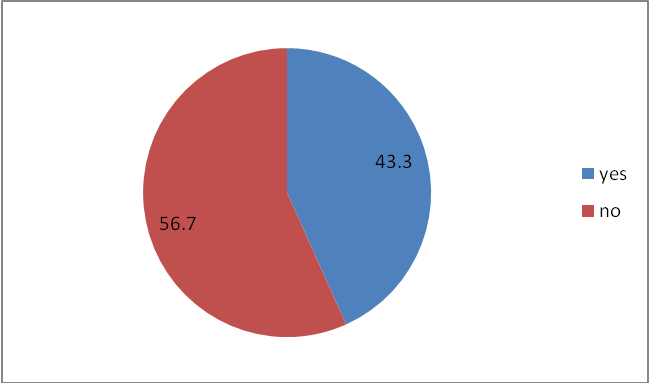 43.3
56.7
yes
no